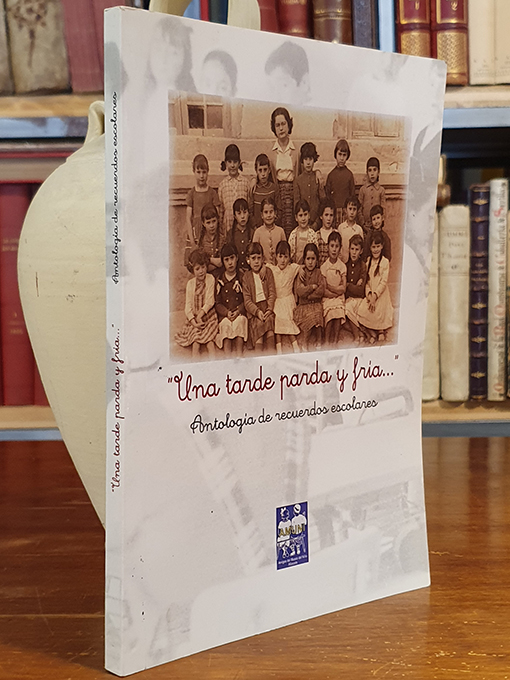 "Una tarde parda y fría..."
Antología de recuerdos escolares
"Una tarde parda y fría..."
Antología de recuerdos escolares